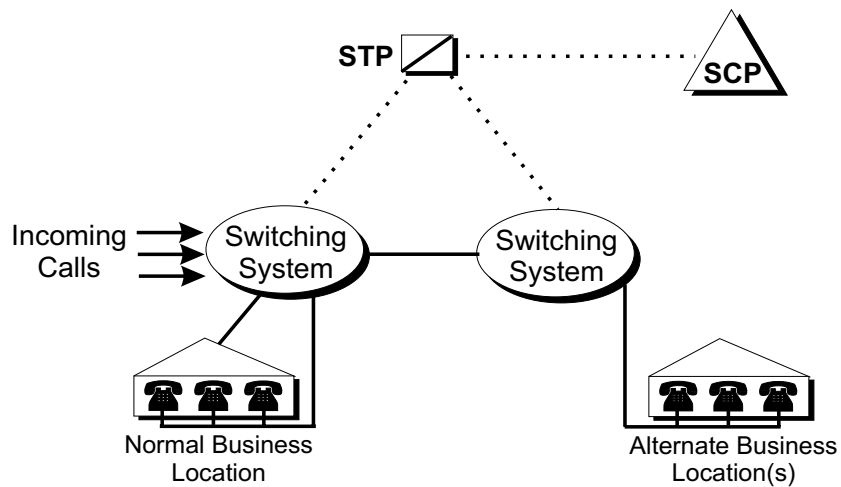 STP
SCP
Incoming
Calls
Switching
System
Switching
System
Normal Business
Location
Alternate Business
Location(s)